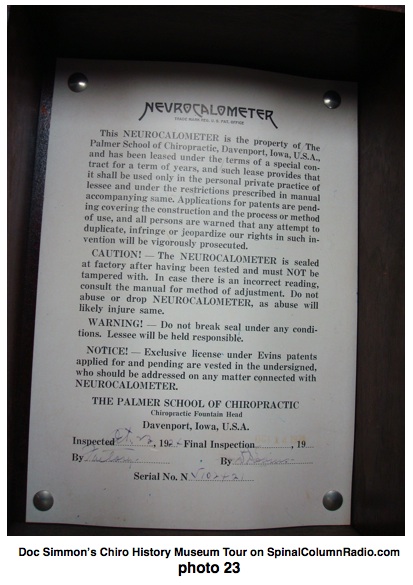 NEUROCALOMETER
TRADE MARK REG. U. S. PAT. OFFICE
This NEUROCALOMETER is the property of The
Palmer School of Chiropractic, Davenport, Iowa, U.S.A.,
and has been leased under the terms of a special con-
tract for a term of years, and such lease provides that
it shall be used only in the personal private practice of
lessee and under the restrictions prescribed in manual
accompanying same. Applications for patents are pend-
ing covering the construction and the process or method
of use, and all persons are warned that any attempt to
duplicate, infringe or jeopardize our rights in such in-
vention will be vigorously prosecuted.
CAUTION! — The NEUROCALOMETER is sealed
at factory after having been tested and must NOT be
tampered with. In case there is an incorrect reading,
consult the manual for method of adjustment. Do not
abuse or drop NEUROCALOMETER, as abuse will
likely injure same.
WARNING! — Do not break seal under any condi-
tions. Lessee will be held responsible.
NOTICE! — Exclusive license under Evins patents
applied for and pending are vested in the undersigned,
who should be addressed on any matter connected with
NEUROCALOMETER.
THE PALMER SCHOOL OF CHIROPRACTIC
Chiropractic Fountain Head
Davenport, Iowa, U.S.A.
Inspected , 192 Final Inspection , 19
By By
Serial No. N
Doc Simmon's Chiro History Museum Tour on SpinalColumnRadio.com
photo 23